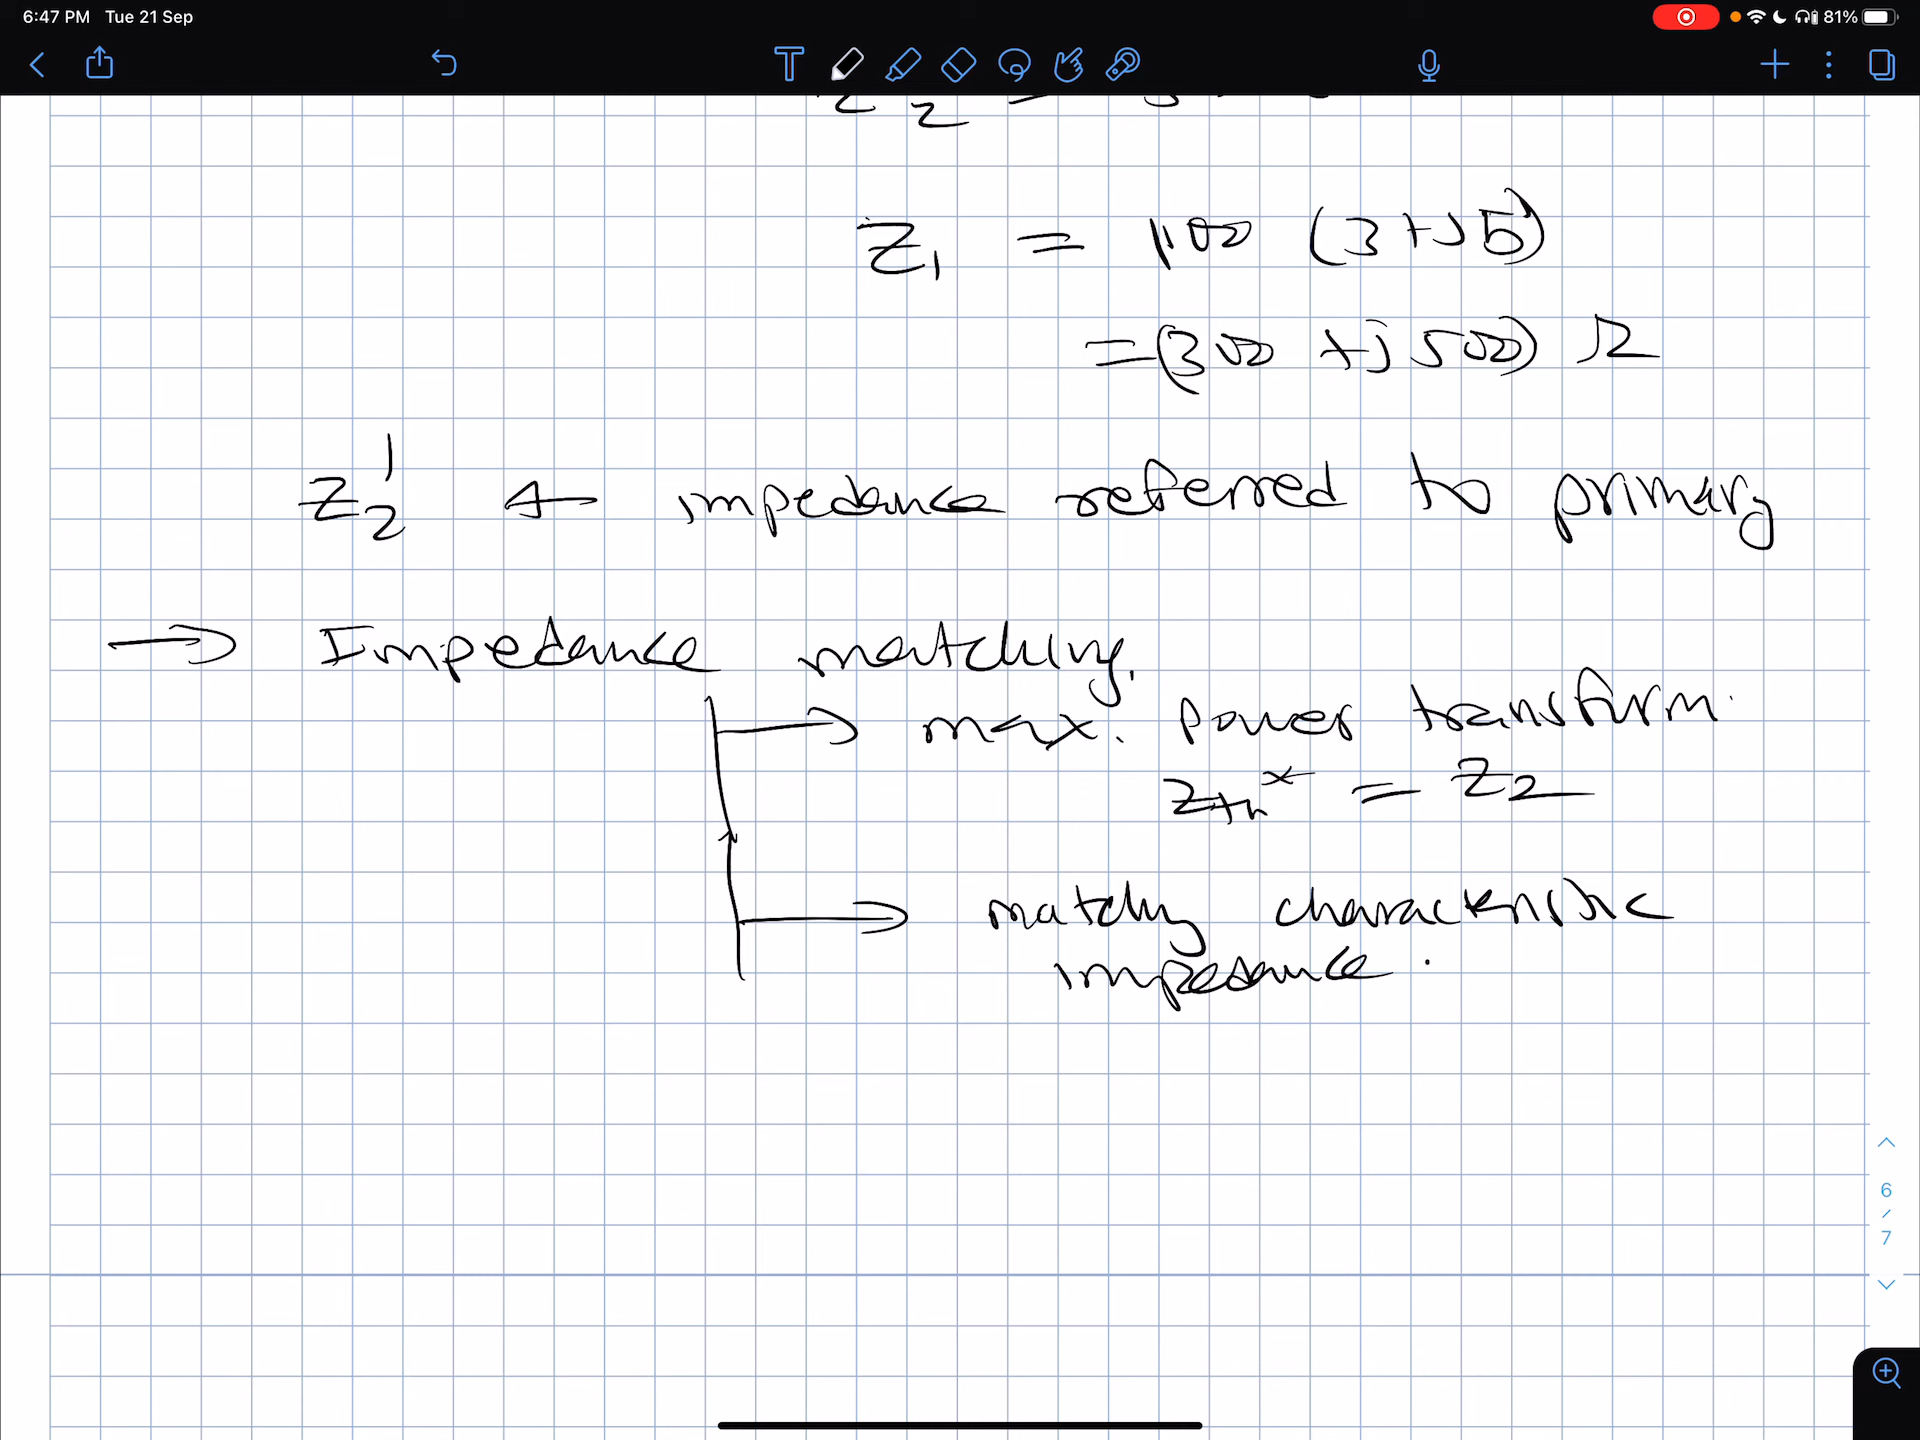 6:47 PM Tue 21 Sep
81%
T
Z₁ = 100 (3+j5)
= (300 + j 500) Ω
Z₂' ← impedance referred to primary
→ Impedance matching.
→ max. power transform.
Zth* = Z₂
→ matching characteristic
impedance.
6
/
7